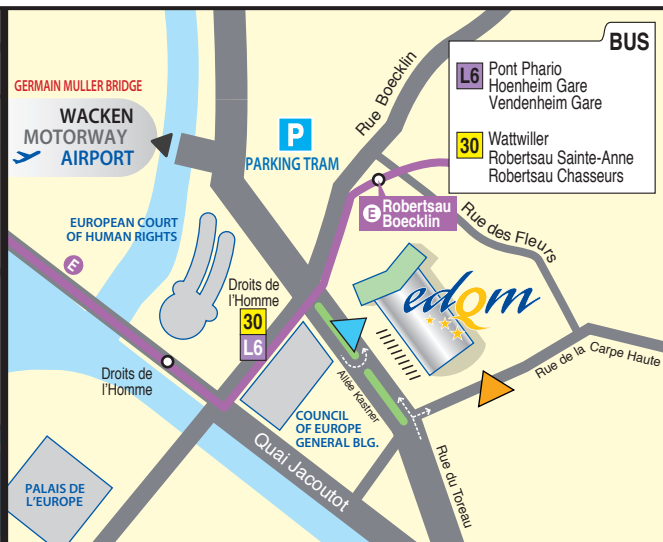 BUS
L6
Pont Phario
Hoenheim Gare
Vendenheim Gare
30
Wattwiller
Robertsau Sainte-Anne
Robertsau Chasseurs
GERMAIN MULLER BRIDGE
WACKEN
MOTORWAY
AIRPORT
P
PARKING TRAM
Rue Boecklin
E
Robertsau
Boecklin
Rue des Fleurs
EUROPEAN COURT
OF HUMAN RIGHTS
E
Droits de
l'Homme
30
L6
edQm
Rue de la Carpe Haute
Droits de
l'Homme
Allée Kastner
COUNCIL
OF EUROPE
GENERAL BLG.
Quai Jacoutot
Rue du Toreau
PALAIS DE
L'EUROPE